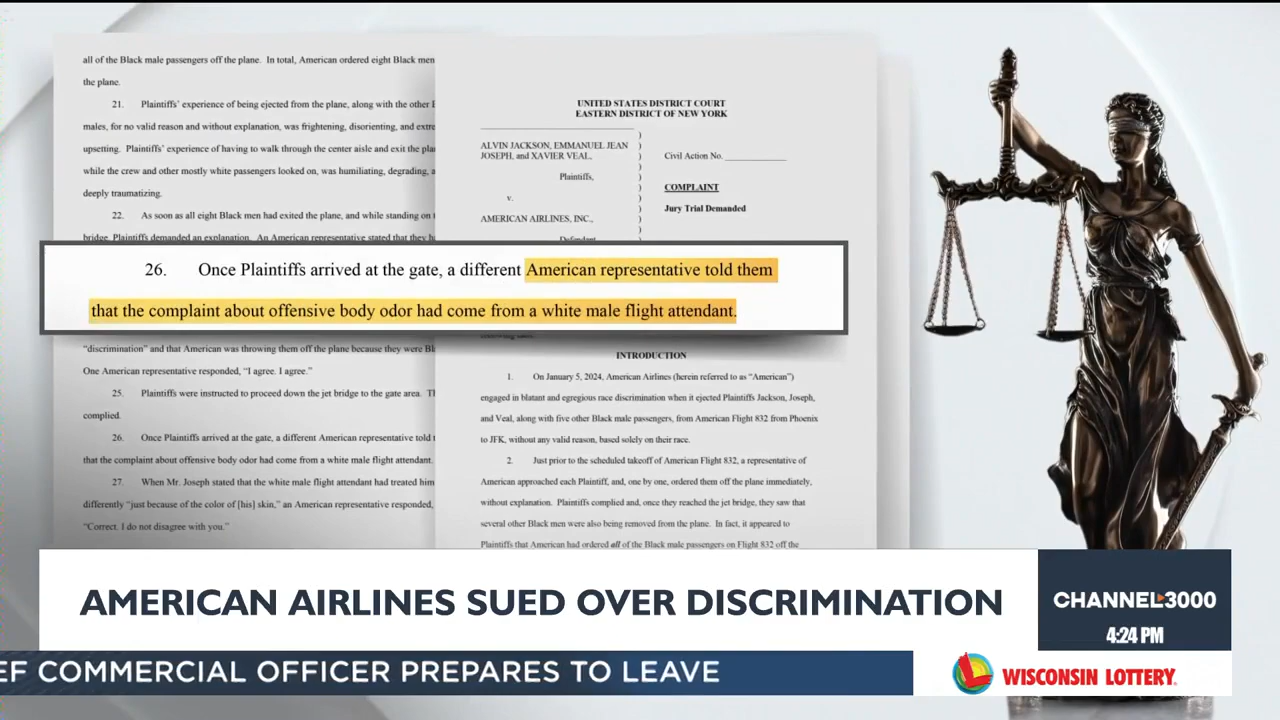 all of the Black male passengers off the plane. In total, American ordered eight Black men
the plane.
21. Plaintiffs' experience of being ejected from the plane, along with the other
males, for no valid reason and without explanation, was frightening, disorienting, and
upsetting. Plaintiffs' experience of having to walk through the center aisle and exit the
while the crew and other mostly white passengers looked on, was humiliating, degrading,
deeply traumatizing.
22. As soon as all eight Black men had exited the plane, and while standing on
bridge, Plaintiffs demanded an explanation. An American representative stated that they
UNITED STATES DISTRICT COURT
EASTERN DISTRICT OF NEW YORK
ALVIN JACKSON, EMMANUEL JEAN
JOSEPH, and XAVIER VEAL,
Plaintiffs,
v.
AMERICAN AIRLINES, INC.,
Defendant
Civil Action No.
COMPLAINT
Jury Trial Demanded
26. Once Plaintiffs arrived at the gate, a different American representative told them
that the complaint about offensive body odor had come from a white male flight attendant.
"discrimination" and that American was throwing them off the plane because they were
One American representative responded, "I agree. I agree."
25. Plaintiffs were instructed to proceed down the jet bridge to the gate area.
complied.
26. Once Plaintiffs arrived at the gate, a different American representative told
that the complaint about offensive body odor had come from a white male flight attendant.
27. When Mr. Joseph stated that the white male flight attendant had treated him
differently "just because of the color of [his] skin," an American representative responded,
"Correct. I do not disagree with you."
INTRODUCTION
1. On January 5, 2024, American Airlines (herein referred to as "American")
engaged in blatant and egregious race discrimination when it ejected Plaintiffs Jackson, Joseph,
and Veal, along with five other Black male passengers, from American Flight 832 from Phoenix
to JFK, without any valid reason, based solely on their race.
2. Just prior to the scheduled takeoff of American Flight 832, a representative of
American approached each Plaintiff, and, one by one, ordered them off the plane immediately,
without explanation. Plaintiffs complied and, once they reached the jet bridge, they saw that
several other Black men were also being removed from the plane. In fact, it appeared to
Plaintiffs that American had ordered all of the Black male passengers on Flight 832 off the
AMERICAN AIRLINES SUED OVER DISCRIMINATION
CHANNEL3000
4:24 PM
EF COMMERCIAL OFFICER PREPARES TO LEAVE
WISCONSIN LOTTERY